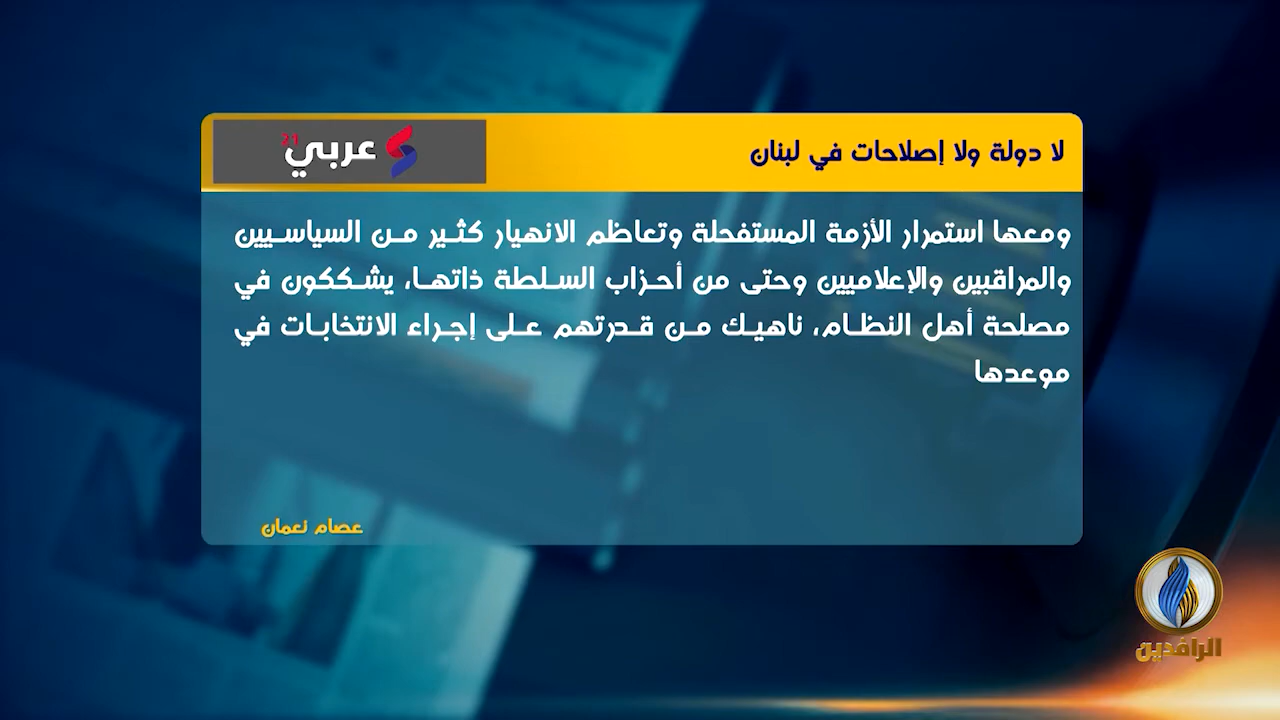 لا دولة ولا إصلاحات في لبنان
عربي 21
ومعها استمرار الأزمة المستفحلة وتعاظم الانهيار كثير من السياسيين
والمراقبين والإعلاميين وحتى من أحزاب السلطة ذاتها، يشككون في
مصلحة أهل النظام، ناهيك من قدرتهم على إجراء الانتخابات في
موعدها
عصام نعمان
الرافدين